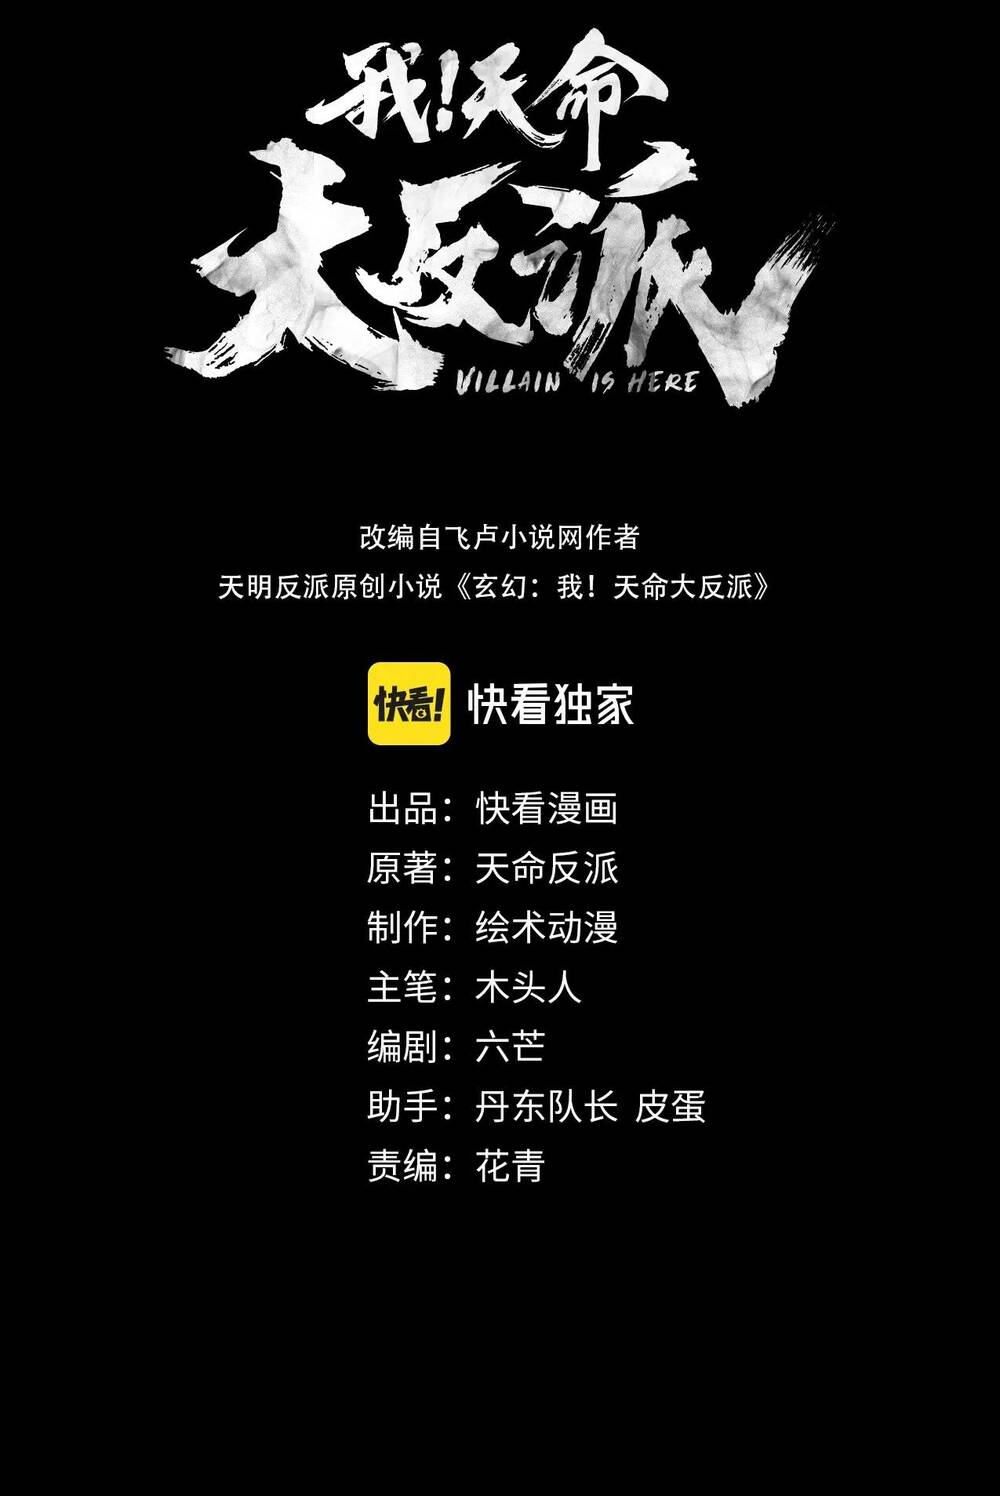 我!天命
大反派
VILLAIN IS HERE
改编自飞卢小说网作者
天明反派原创小说《玄幻：我！天命大反派》
快看! 快看独家
出品：快看漫画
原著：天命反派
制作：绘术动漫
主笔：木头人
编剧：六芒
助手：丹东队长 皮蛋
责编：花青